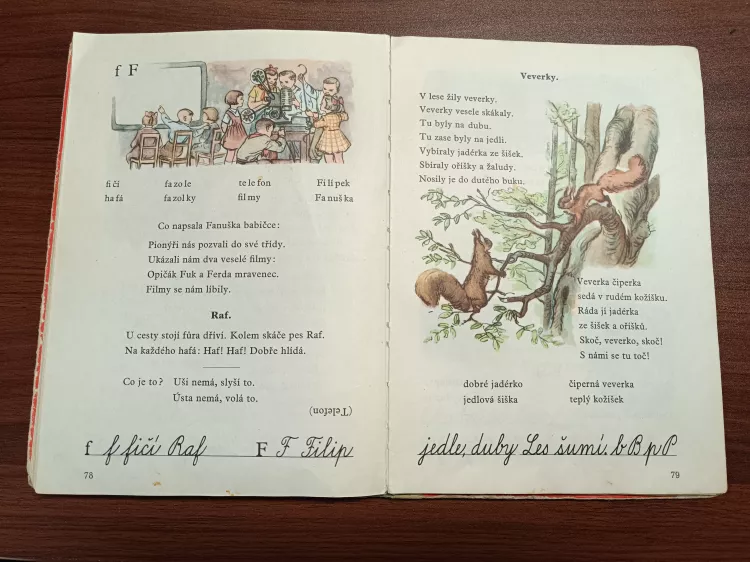 f F
fi čí fa zo le te le fon Fi lí pek
ha fá fa zol ky fil my Fa nuš ka
Co napsala Fanuška babičce:
Pionýři nás pozvali do své třídy.
Ukázali nám dva veselé filmy:
Opičák Fuk a Ferda mravenec.
Filmy se nám líbily.
Raf.
U cesty stojí fůra dříví. Kolem skáče pes Raf.
Na každého hafá: Haf! Haf! Dobře hlídá.
Co je to? Uši nemá, slyší to.
Ústa nemá, volá to.
(Telefon)
f f fičí Raf F F Filip
78
Veverky.
V lese žily veverky.
Veverky vesele skákaly.
Tu byly na dubu.
Tu zase byly na jedli.
Vybíraly jadérka ze šišek.
Sbíraly oříšky a žaludy.
Nosily je do dutého buku.
Veverka čiperka
sedá v rudém kožíšku.
Ráda jí jadérka
ze šišek a oříšků.
Skoč, veverko, skoč!
S námi se tu toč!
dobré jadérko čiperná veverka
jedlová šiška teplý kožíšek
jedle, duby Les šumí, b B p P
79